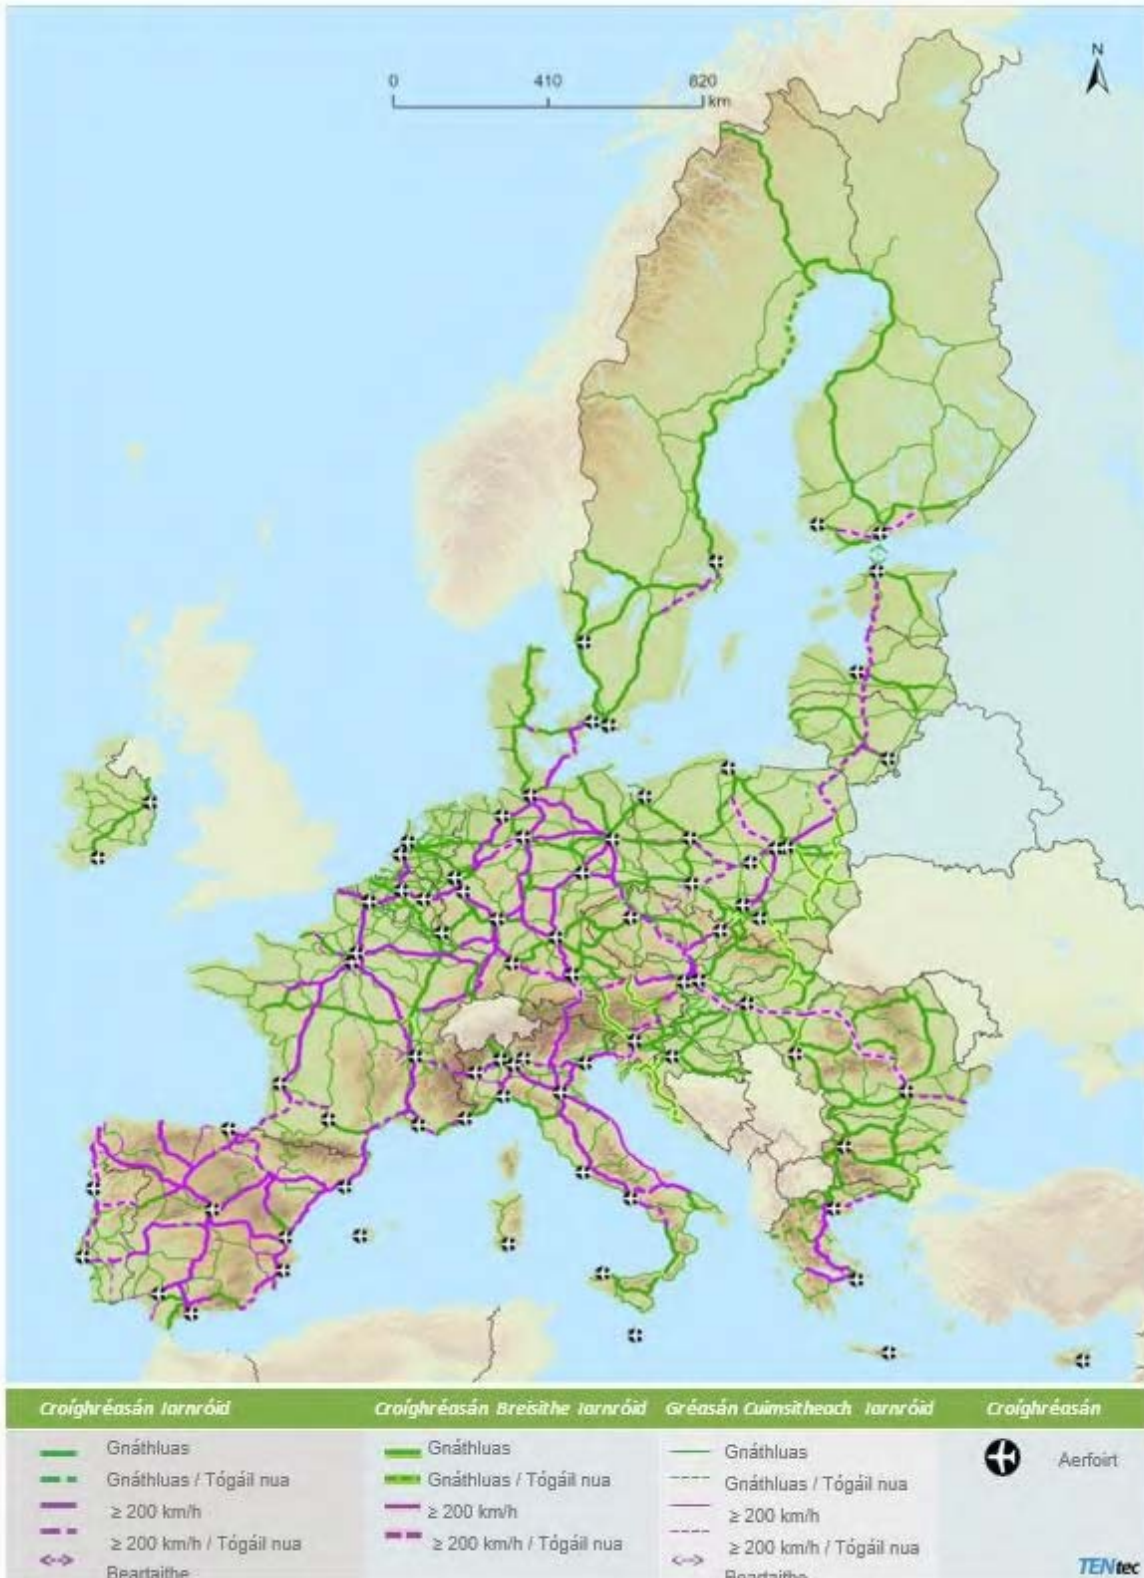 N
0 410 820
km
Croíghréasán Iarnróid
Gnáthluas
Gnáthluas / Tógáil nua
≥ 200 km/h
≥ 200 km/h / Tógáil nua
Beartaithe
Croíghréasán Breisithe Iarnróid
Gnáthluas
Gnáthluas / Tógáil nua
≥ 200 km/h
≥ 200 km/h / Tógáil nua
Gréasán Cuimsitheach Iarnróid
Gnáthluas
Gnáthluas / Tógáil nua
≥ 200 km/h
≥ 200 km/h / Tógáil nua
Beartaithe
Croíghréasán
Aerfoirt
TENtec